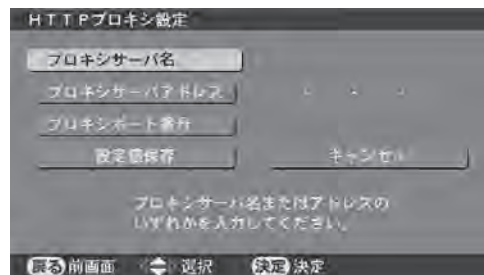 HTTPプロキシ設定
プロキシサーバ名
プロキシサーバアドレス
プロキシポート番号
設定値保存 キャンセル
プロキシサーバ名またはアドレスの
いずれかを入力してください。
戻る 前画面 選択 決定 決定